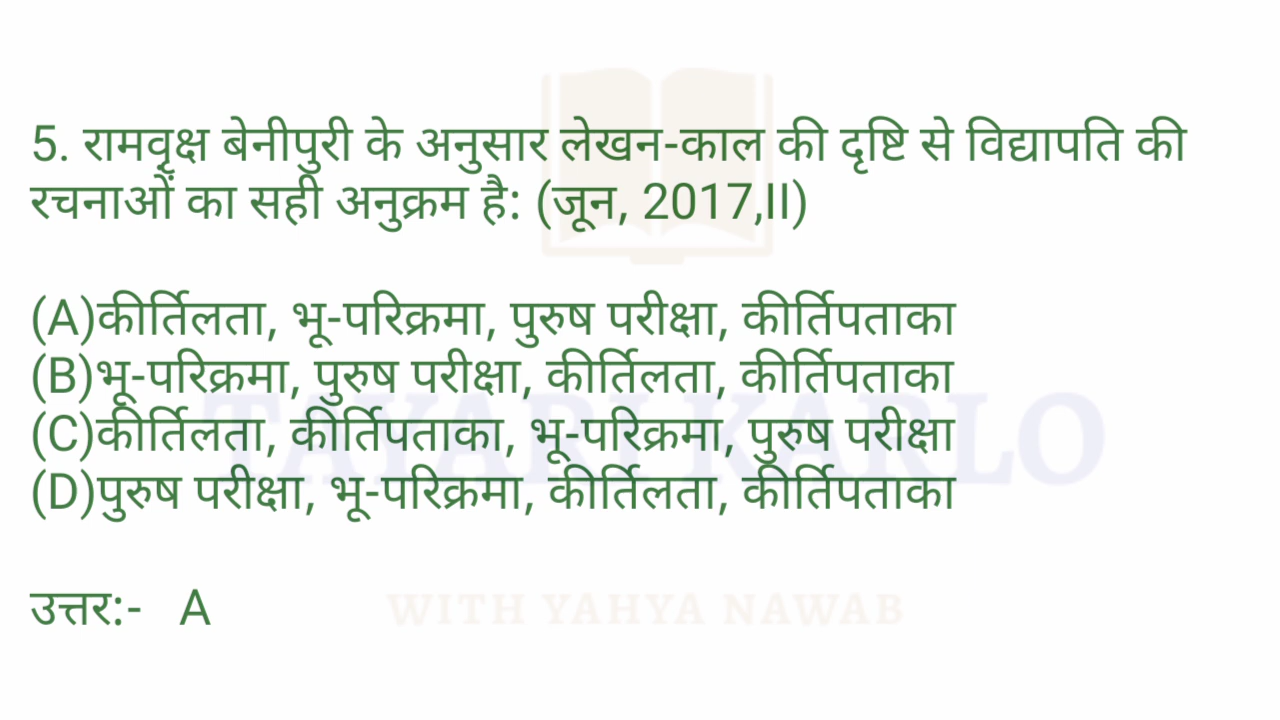 5. रामवृक्ष बेनीपुरी के अनुसार लेखन-काल की दृष्टि से विद्यापति की
रचनाओं का सही अनुक्रम है: (जून, 2017,II)
(A)कीर्तिलता, भू-परिक्रमा, पुरुष परीक्षा, कीर्तिपताका
(B)भू-परिक्रमा, पुरुष परीक्षा, कीर्तिलता, कीर्तिपताका
(C)कीर्तिलता, कीर्तिपताका, भू-परिक्रमा, पुरुष परीक्षा
TAYARI KARLO
(D)पुरुष परीक्षा, भू-परिक्रमा, कीर्तिलता, कीर्तिपताका
उत्तर:- A
WITH YAHYA NAWAB